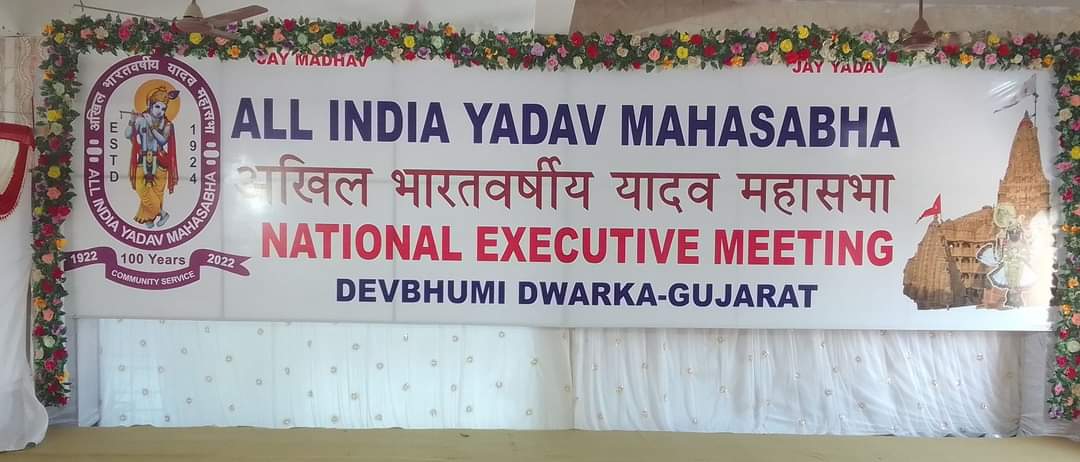 JAY MADHAV
JAY YADAV
ALL INDIA YADAV MAHASABHA
अखिल भारतवर्षीय यादव महासभा
NATIONAL EXECUTIVE MEETING
DEVBHUMI DWARKA-GUJARAT
अखिल भारतवर्षीय यादव महासभा
ESTD
1924
ALL INDIA YADAV MAHASABHA
1922
100 Years
2022
COMMUNITY SERVICE